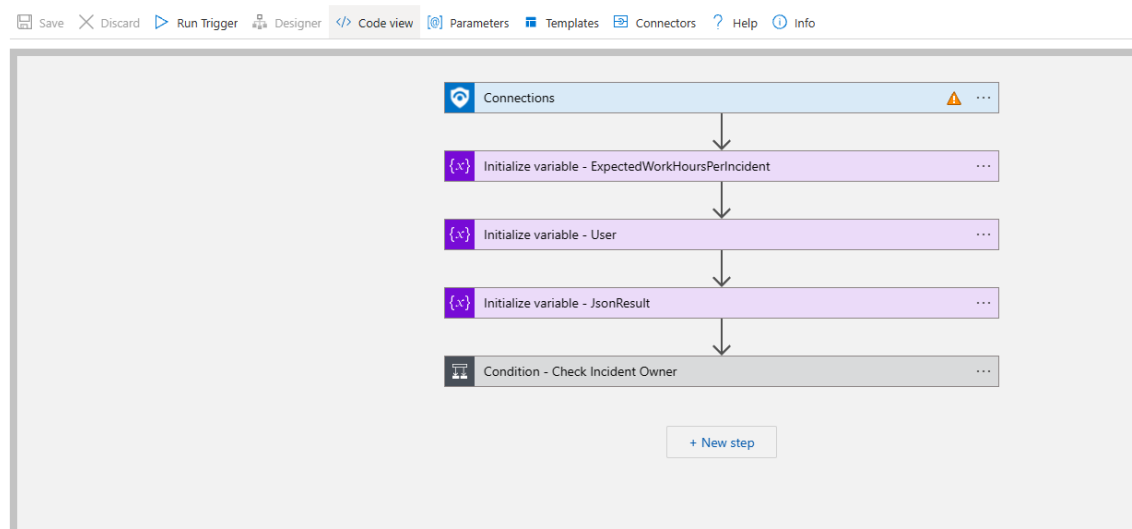 Save Discard Run Trigger Designer </> Code view [@] Parameters Templates Connectors ? Help Info
Connections ...
{x} Initialize variable - ExpectedWorkHoursPerIncident ...
{x} Initialize variable - User ...
{x} Initialize variable - JsonResult ...
Condition - Check Incident Owner ...
+ New step